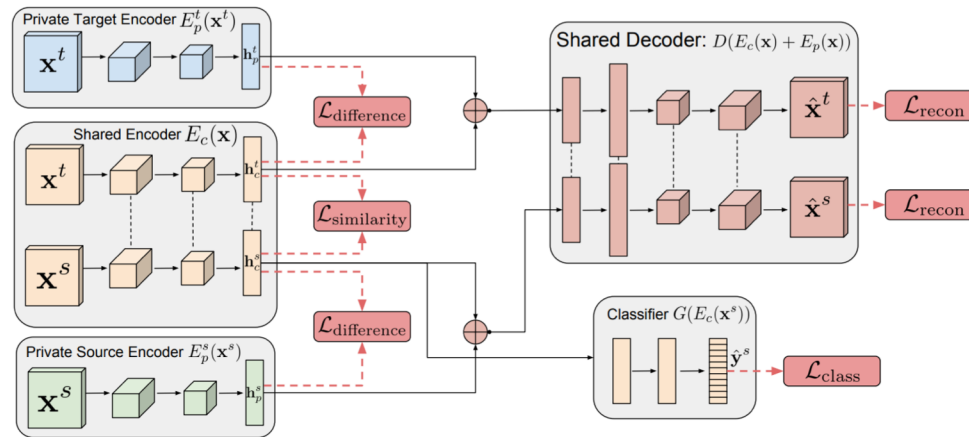 Private Target Encoder $E_p^t(\mathbf{x}^t)$
$\mathbf{x}^t$
$\mathbf{h}_p^t$
$\mathcal{L}_{\text{difference}}$
Shared Encoder $E_c(\mathbf{x})$
$\mathbf{x}^t$
$\mathbf{h}_c^t$
$\mathcal{L}_{\text{similarity}}$
$\mathbf{x}^s$
$\mathbf{h}_c^s$
$\mathcal{L}_{\text{difference}}$
Private Source Encoder $E_p^s(\mathbf{x}^s)$
$\mathbf{x}^s$
$\mathbf{h}_p^s$
Shared Decoder: $D(E_c(\mathbf{x}) + E_p(\mathbf{x}))$
$\hat{\mathbf{x}}^t$
$\mathcal{L}_{\text{recon}}$
$\hat{\mathbf{x}}^s$
$\mathcal{L}_{\text{recon}}$
Classifier $G(E_c(\mathbf{x}^s))$
$\hat{\mathbf{y}}^s$
$\mathcal{L}_{\text{class}}$